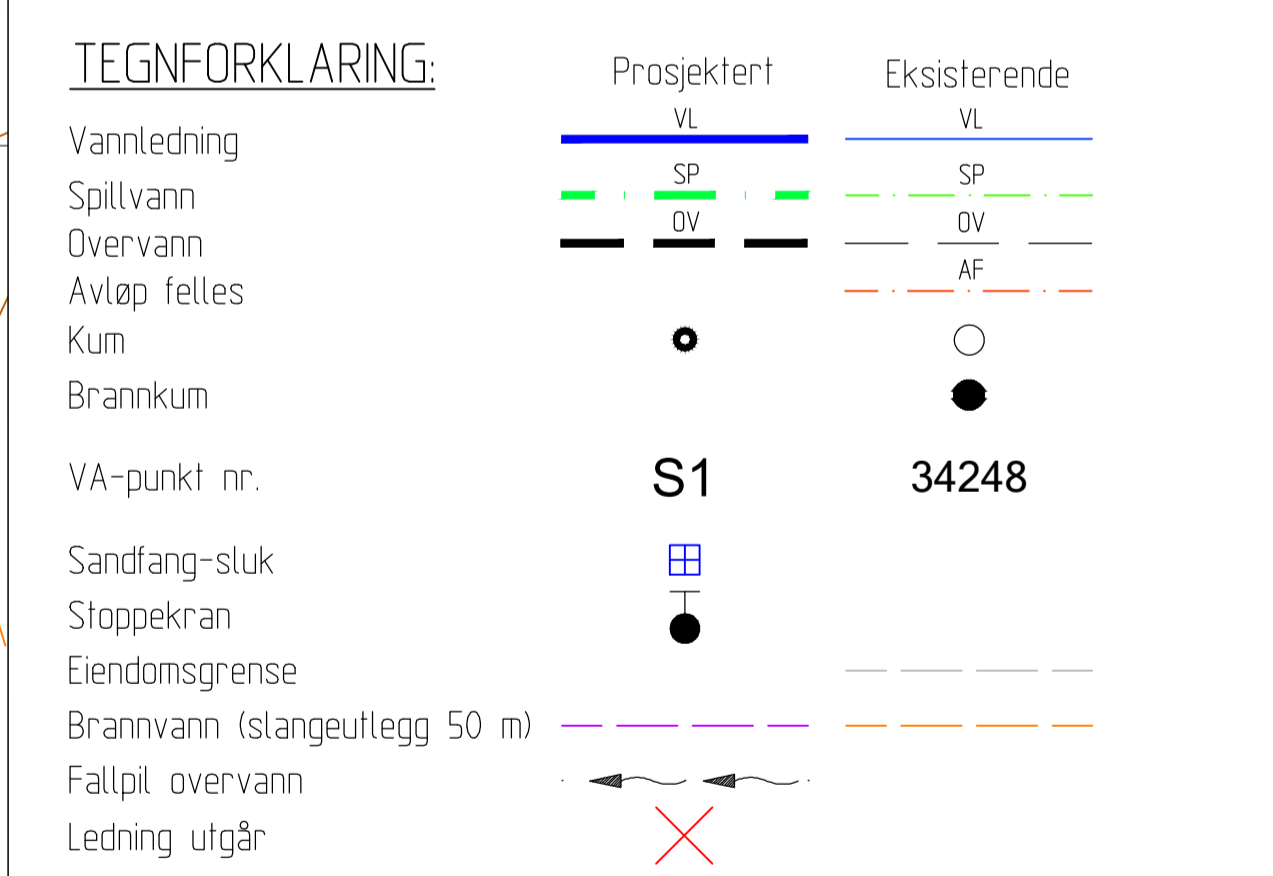 TEGNFORKLARING: Prosjektert Eksisterende
Vannledning VL VL
Spillvann SP SP
Overvann OV OV
Avløp felles AF
Kum
Brannkum
VA-punkt nr. S1 34248
Sandfang-sluk
Stoppekran
Eiendomsgrense
Brannvann (slangeutlegg 50 m)
Fallpil overvann
Ledning utgår